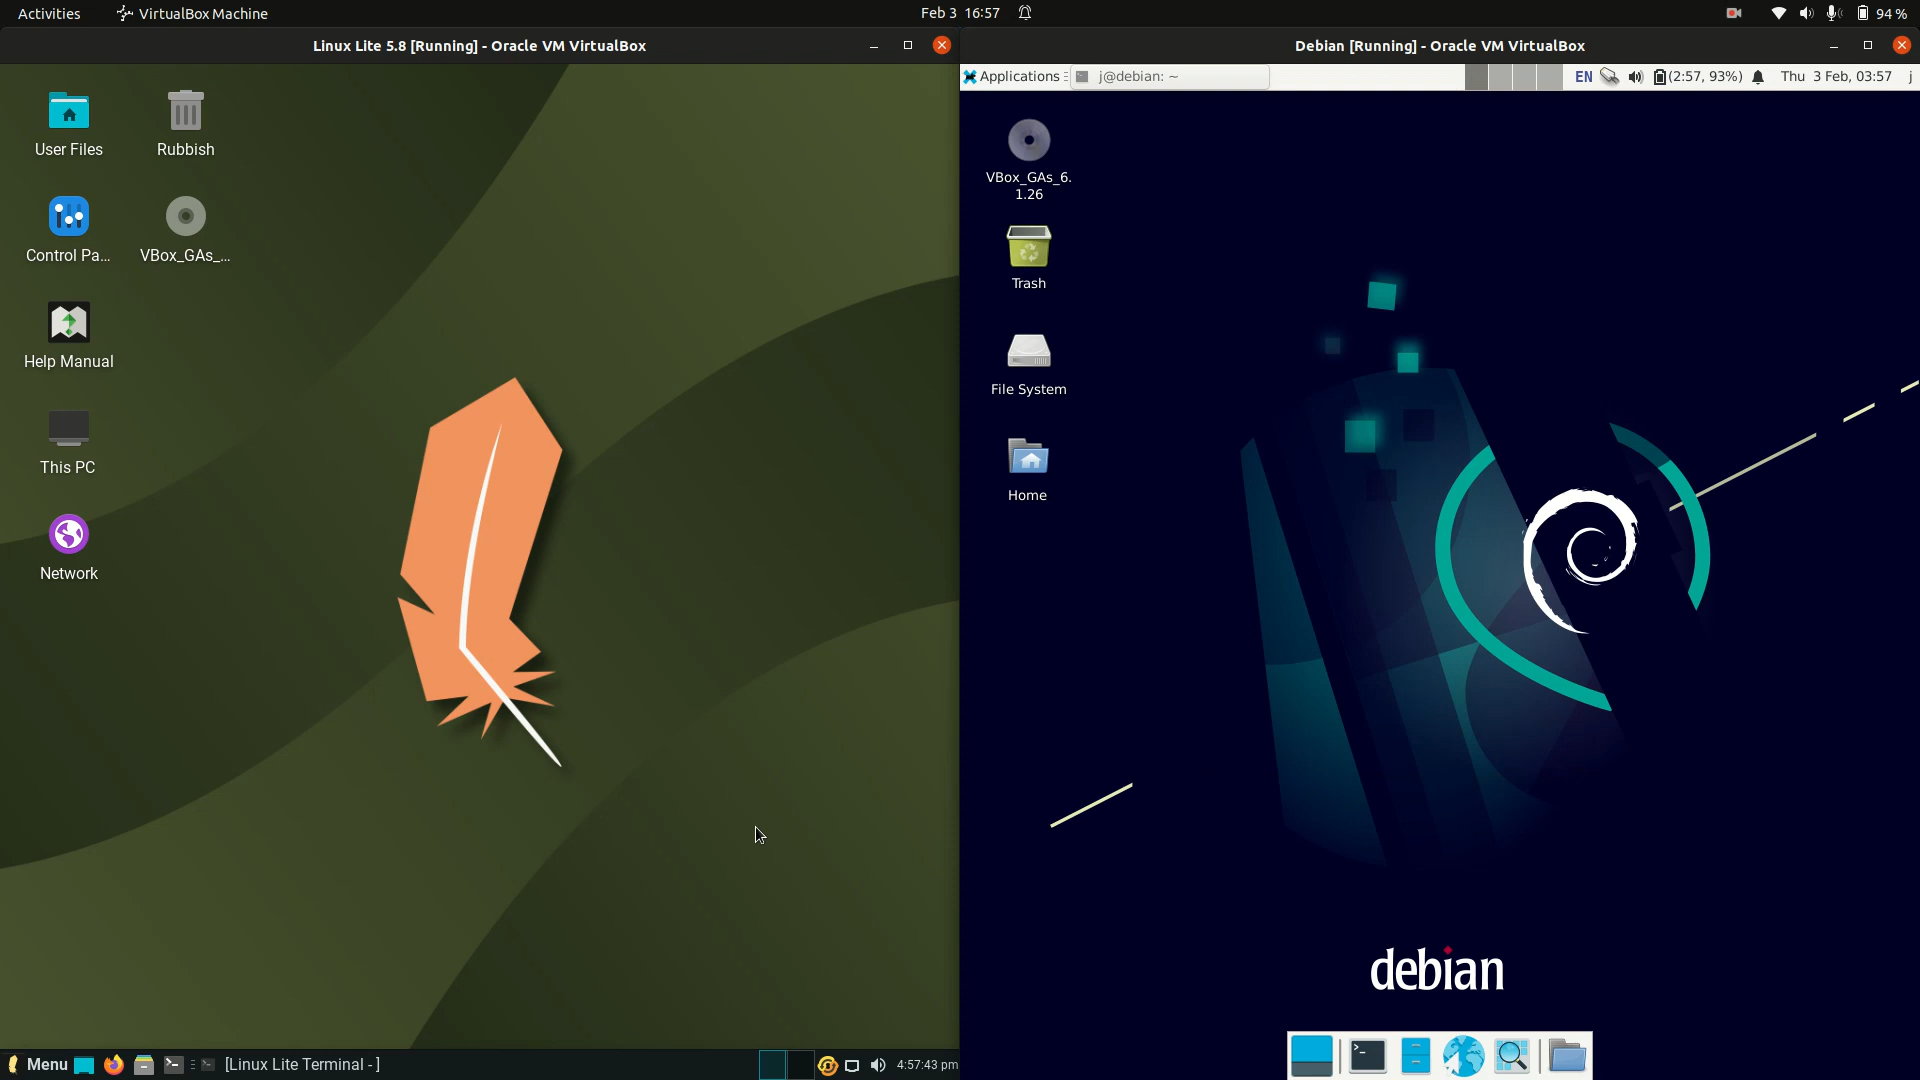 Activities
VirtualBox Machine
Feb 3 16:57
94 %
Linux Lite 5.8 [Running] - Oracle VM VirtualBox
User Files
Rubbish
Control Pa...
VBox_GAs_...
Help Manual
This PC
Network
Menu
[Linux Lite Terminal - ]
4:57:43 pm
Debian [Running] - Oracle VM VirtualBox
Applications
j@debian: ~
EN
(2:57, 93%)
Thu 3 Feb, 03:57
j
VBox_GAs_6.
1.26
Trash
File System
Home
debian